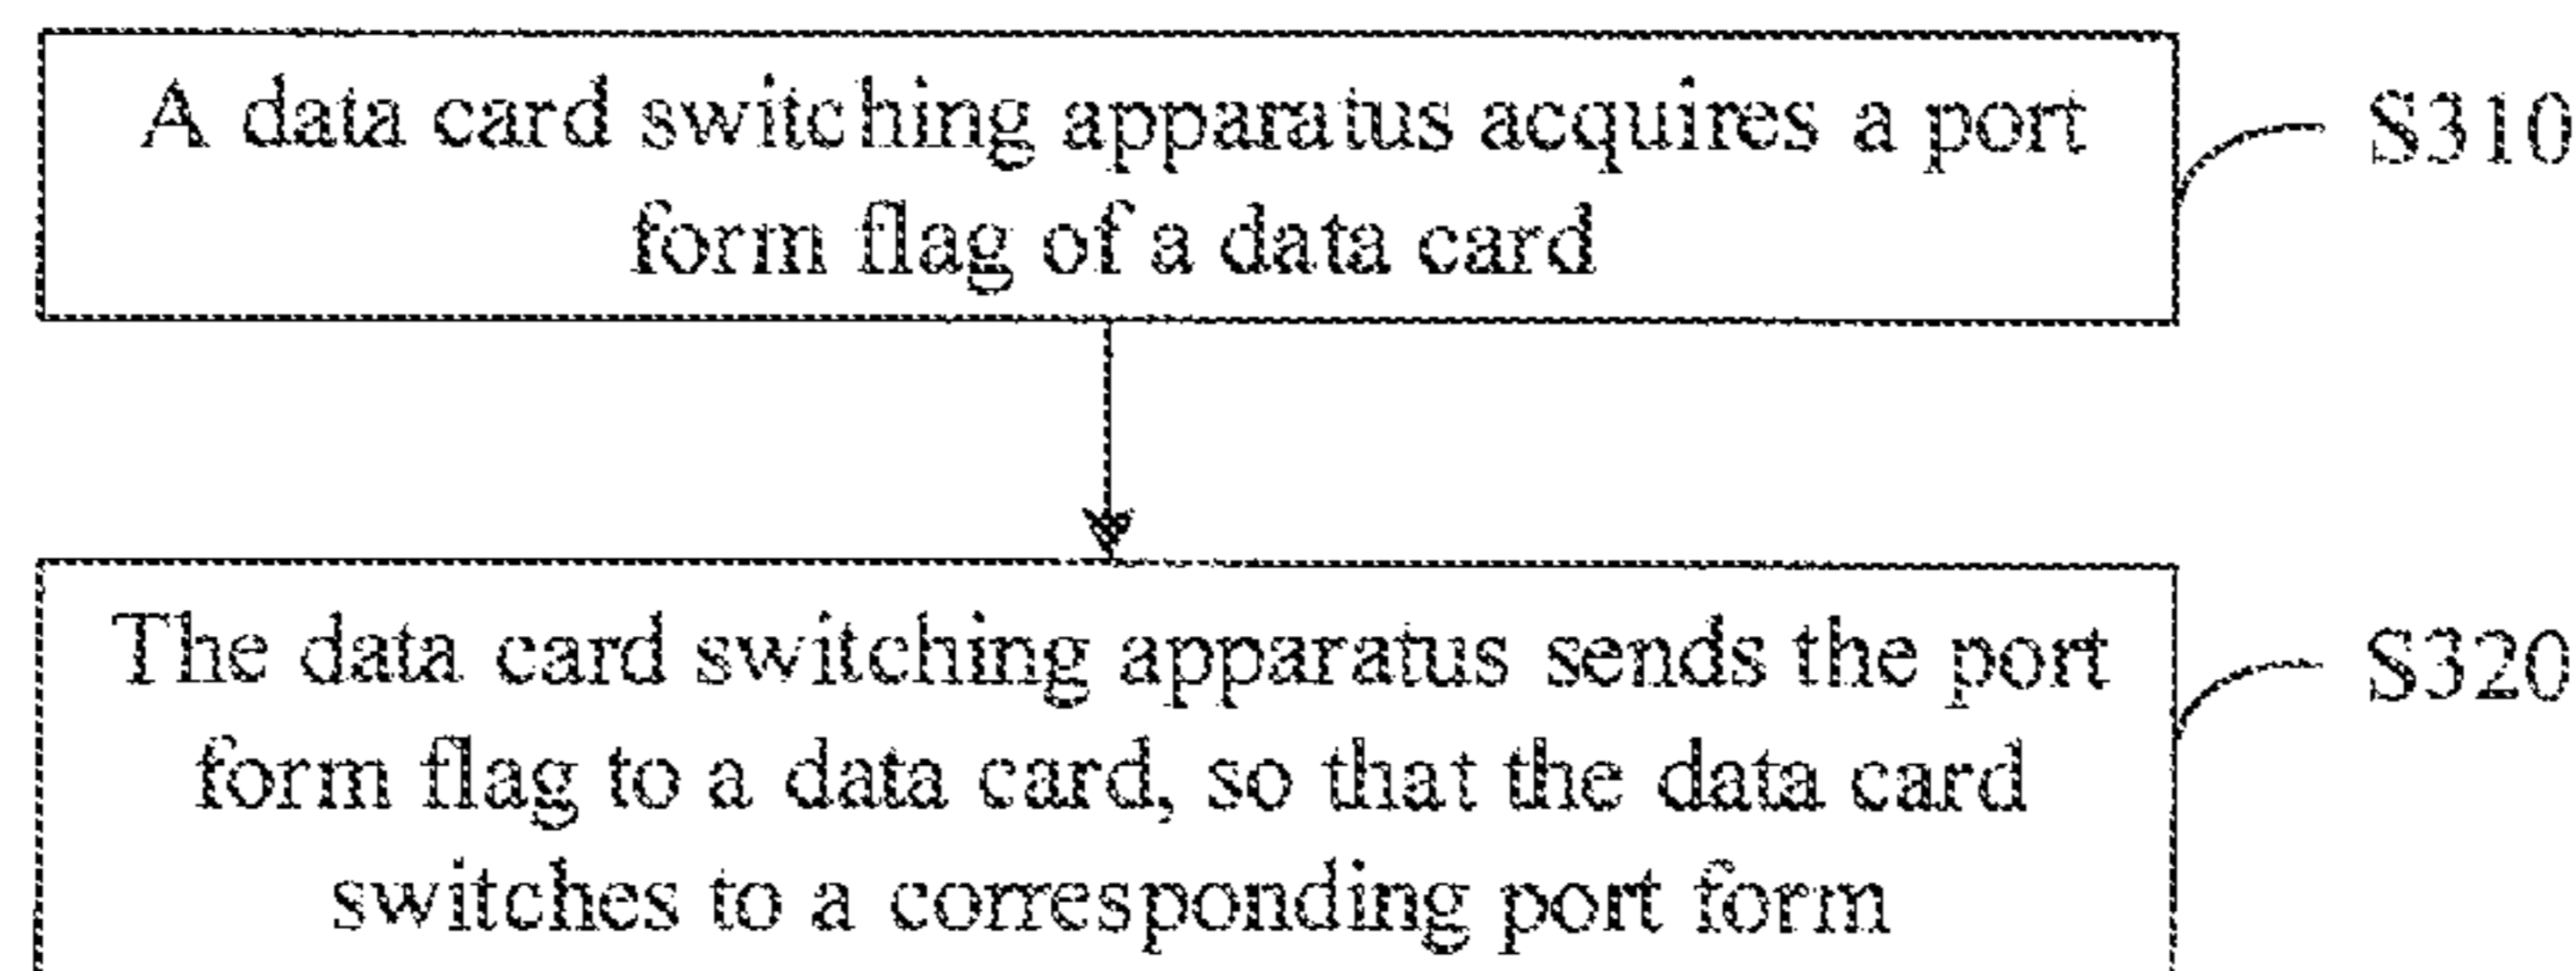 A data card switching apparatus acquires a port
S310
form flag of a data card
The data card switching apparatus sends the port
S320
form flag to a data card, so that the data card
switches to a corresponding port form